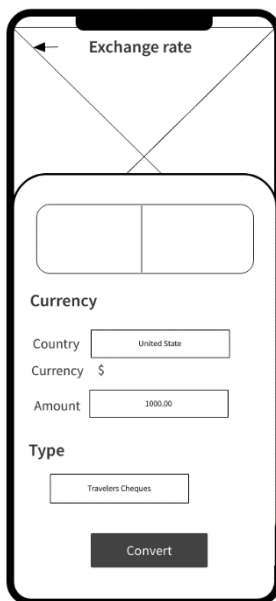 Exchange rate
Currency
Country United State
Currency $
Amount 1000.00
Type
Travelers Cheques
Convert